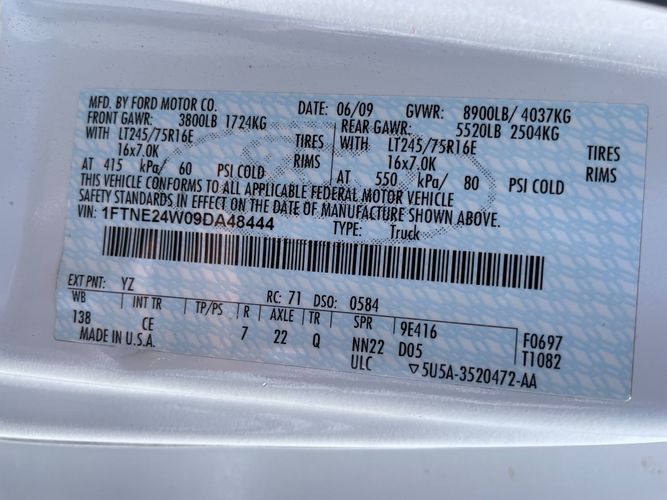 MFD. BY FORD MOTOR CO. DATE: 06/09 GVWR: 8900LB/ 4037KG
FRONT GAWR: 3800LB 1724KG REAR GAWR: 5520LB 2504KG
WITH LT245/75R16E TIRES WITH LT245/75R16E TIRES
16x7.0K RIMS 16x7.0K RIMS
AT 415 kPa/ 60 PSI COLD AT 550 kPa/ 80 PSI COLD
THIS VEHICLE CONFORMS TO ALL APPLICABLE FEDERAL MOTOR VEHICLE
SAFETY STANDARDS IN EFFECT ON THE DATE OF MANUFACTURE SHOWN ABOVE.
VIN: 1FTNE24W09DA48444 TYPE: Truck
EXT PNT: YZ RC: 71 DSO: 0584
WB INT TR TP/PS R AXLE TR SPR 9E416 F0697
138 CE 7 22 Q NN22 D05 T1082
MADE IN U.S.A. ULC ▽5U5A-3520472-AA